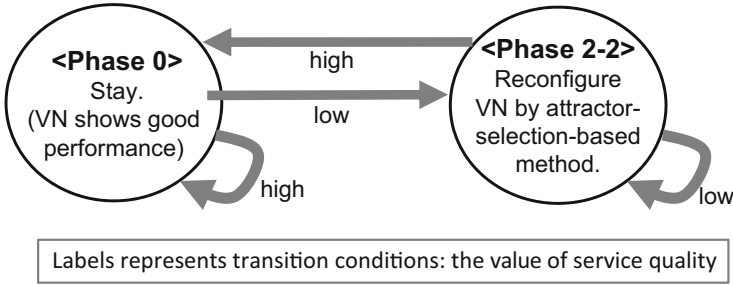 <Phase 0>
Stay.
(VN shows good
performance)
high
low
high
<Phase 2-2>
Reconfigure
VN by attractor-
selection-based
method.
low
Labels represents transition conditions: the value of service quality